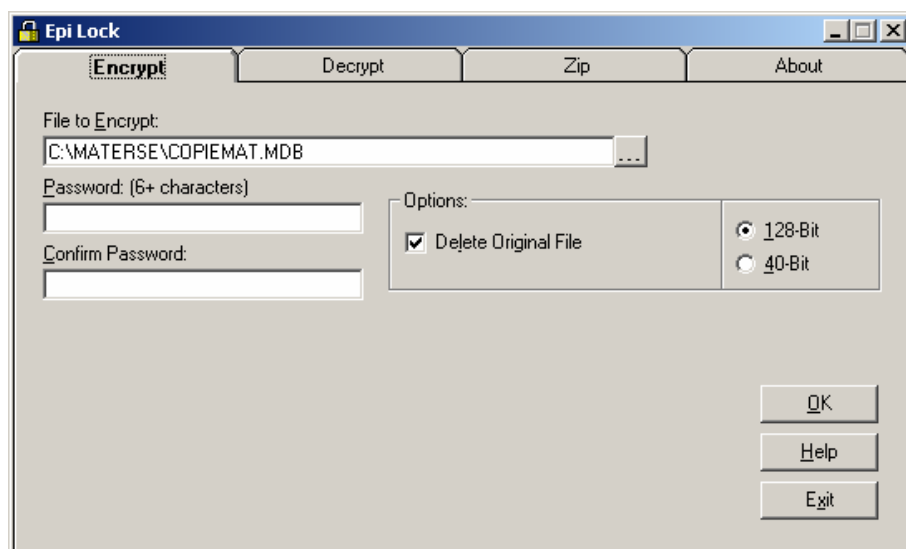 Epi Lock
Encrypt Decrypt Zip About
File to Encrypt:
C:\MATERSE\COPIEMAT.MDB ...
Password: (6+ characters)
Options:
Delete Original File
128-Bit
40-Bit
Confirm Password:
OK
Help
Exit